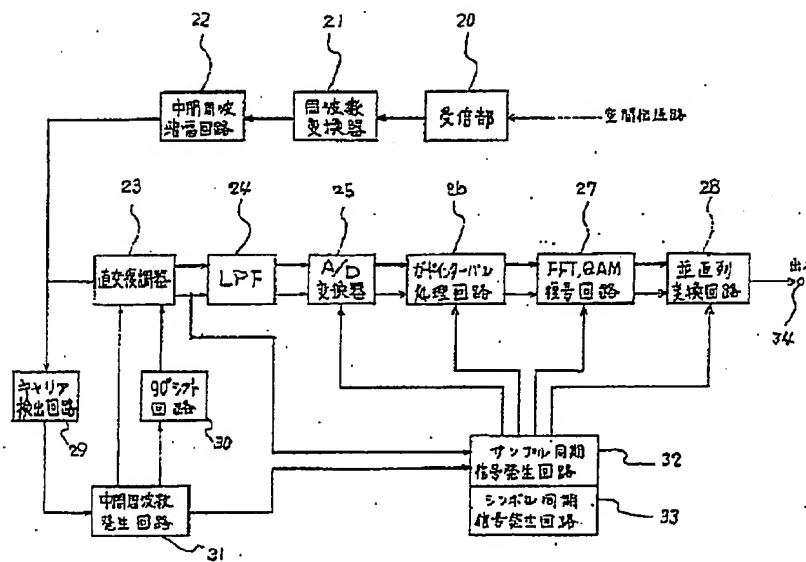 22
21
20
中間周波
増幅回路
周波数
変換器
受信部
空間伝送路
23
24
25
26
27
28
直交復調器
LPF
A/D
変換器
ガードインターバル
処理回路
FFT,QAM
復号回路
並直列
変換回路
出力
34
キャリア
検出回路
29
90°シフト
回路
30
サンプル同期
信号発生回路
32
シンボル同期
信号発生回路
33
中間周波数
発生回路
31